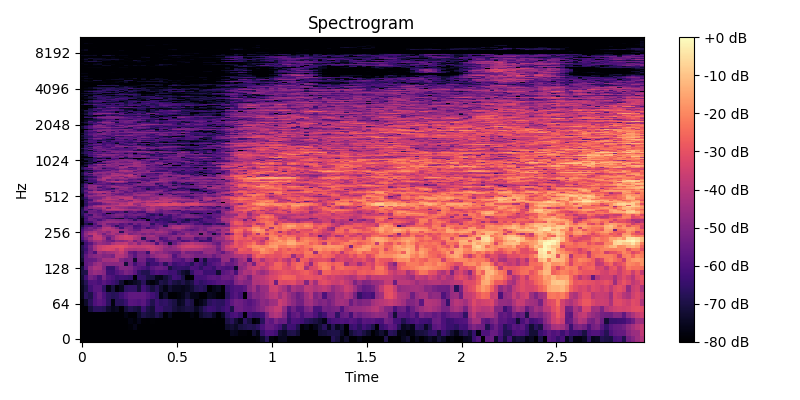 Spectrogram
8192
4096
2048
1024
512
256
128
64
0
Hz
0
0.5
1
1.5
2
2.5
Time
+0 dB
-10 dB
-20 dB
-30 dB
-40 dB
-50 dB
-60 dB
-70 dB
-80 dB